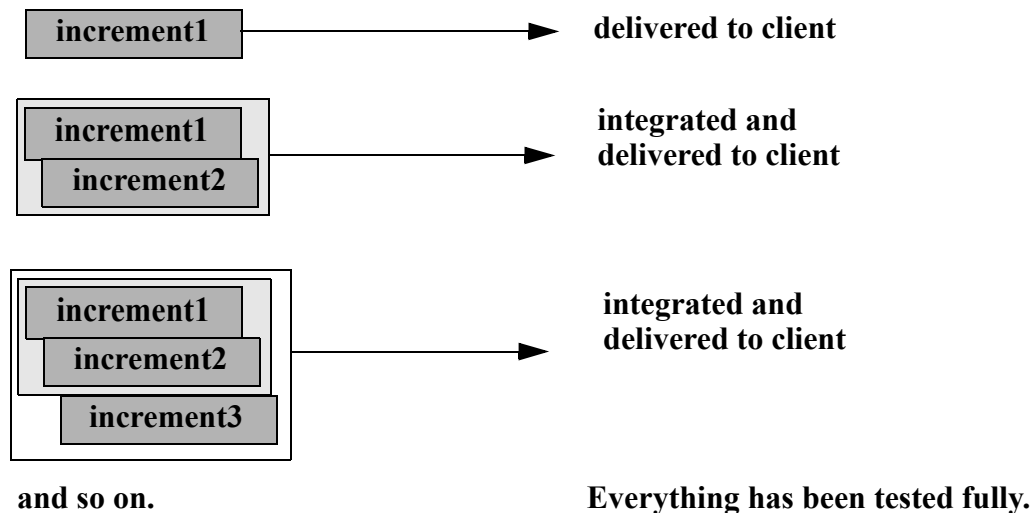 increment1
delivered to client
increment1
increment2
integrated and
delivered to client
increment1
increment2
increment3
integrated and
delivered to client
and so on.
Everything has been tested fully.